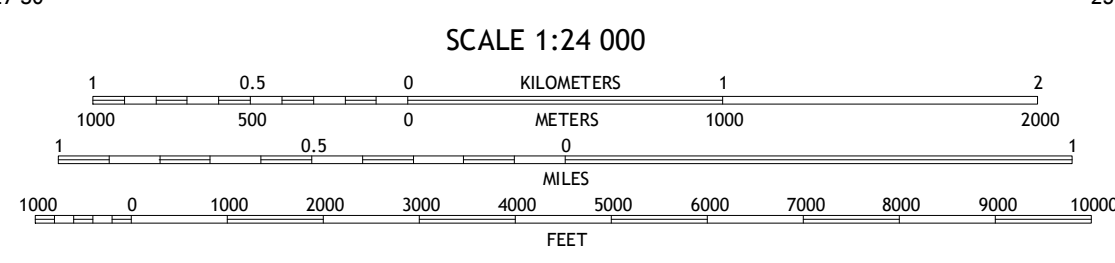 SCALE 1:24 000
1 0.5 0 KILOMETERS 1 2
1000 500 0 METERS 1000 2000
1 0.5 0 1
MILES
1000 0 1000 2000 3000 4000 5000 6000 7000 8000 9000 10000
FEET